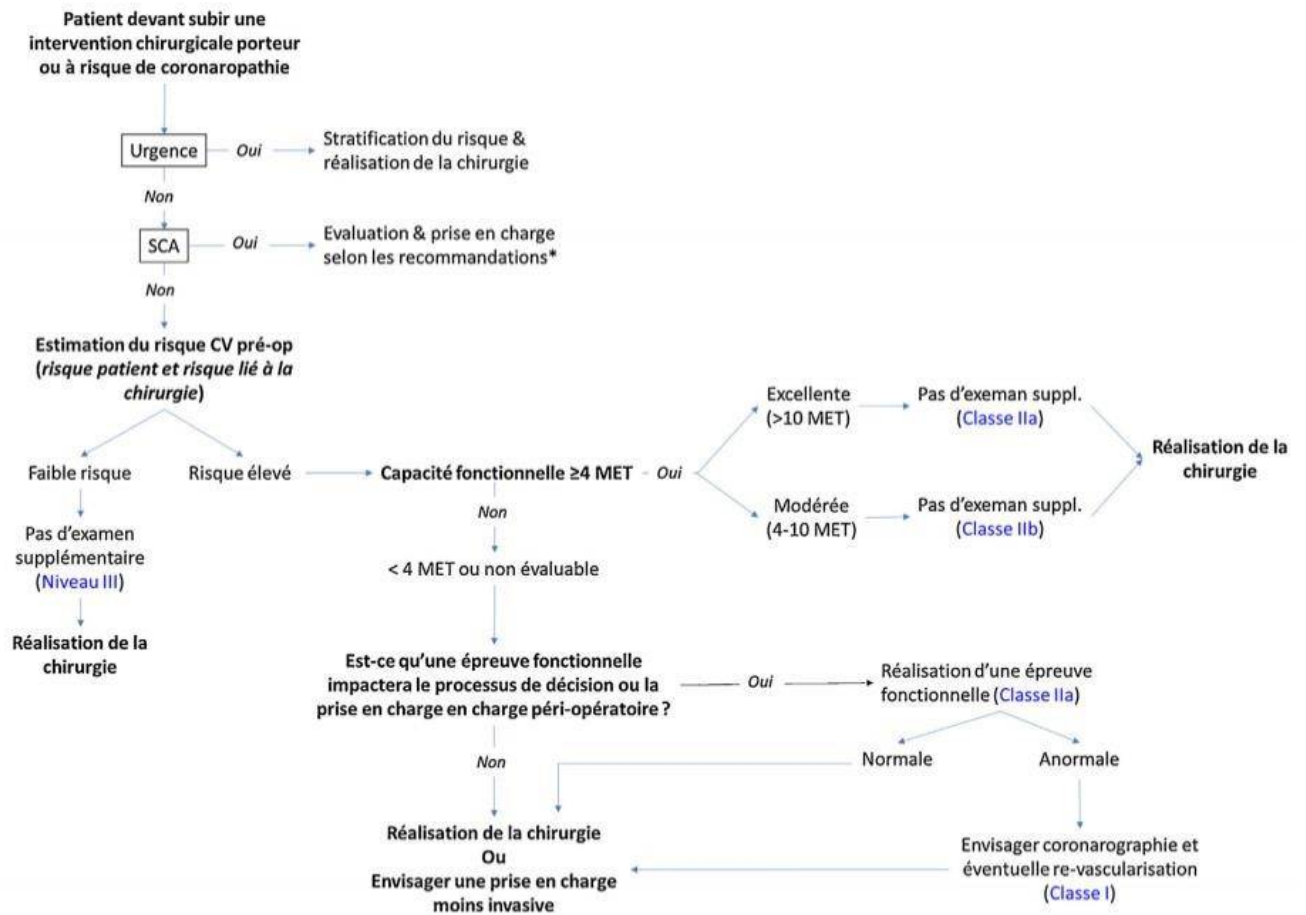 Patient devant subir une
intervention chirurgicale porteur
ou à risque de coronaropathie
Urgence
Oui
Stratification du risque &
réalisation de la chirurgie
Non
SCA
Oui
Evaluation & prise en charge
selon les recommandations*
Non
Estimation du risque CV pré-op
(risque patient et risque lié à la
chirurgie)
Faible risque
Risque élevé
Capacité fonctionnelle ≥4 MET
Oui
Excellente
(>10 MET)
Pas d'exeman suppl.
(Classe IIa)
Modérée
(4-10 MET)
Pas d'exeman suppl.
(Classe IIb)
Réalisation de la
chirurgie
Pas d'examen
supplémentaire
(Niveau III)
Réalisation de la
chirurgie
Non
< 4 MET ou non évaluable
Est-ce qu'une épreuve fonctionnelle
impactera le processus de décision ou la
prise en charge en charge péri-opératoire ?
Oui
Réalisation d'une épreuve
fonctionnelle (Classe IIa)
Normale
Anormale
Non
Réalisation de la chirurgie
Ou
Envisager une prise en charge
moins invasive
Envisager coronarographie et
éventuelle re-vascularisation
(Classe I)